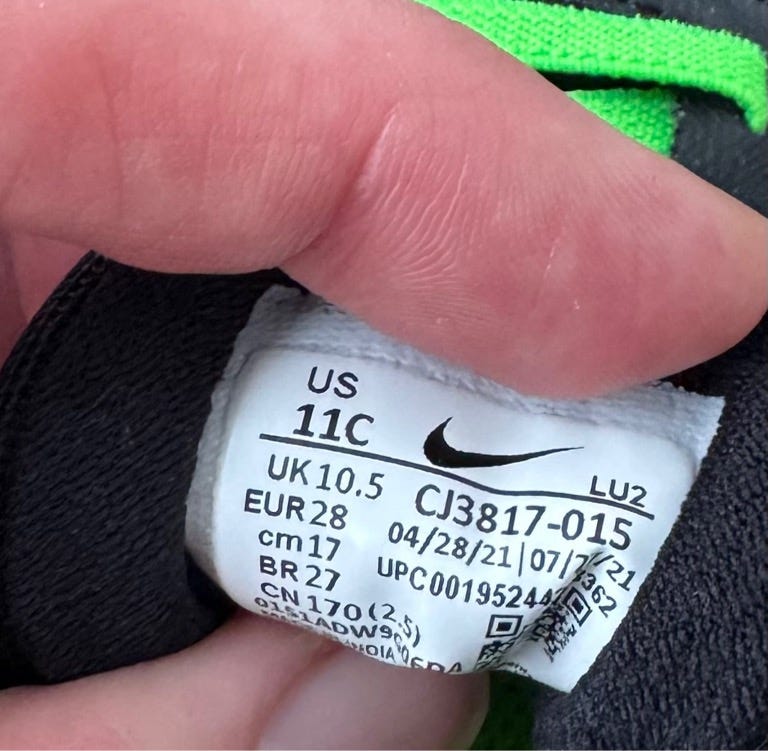 US
11C
LU2
UK 10.5
CJ3817-015
EUR 28
04/28/21
cm 17
BR 27
CN 170 (2.5)